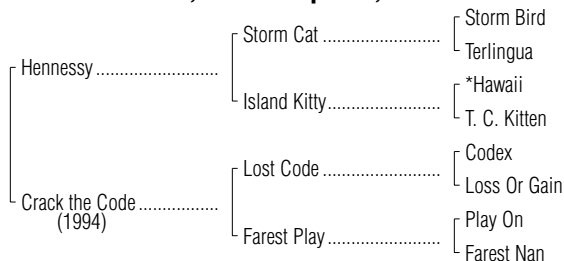 Storm Bird
Storm Cat ........................
Terlingua
Hennessy ..........................
*Hawaii
Island Kitty .......................
T. C. Kitten
Codex
Lost Code ........................
Loss Or Gain
Crack the Code .................
(1994)
Play On
Farest Play .......................
Farest Nan